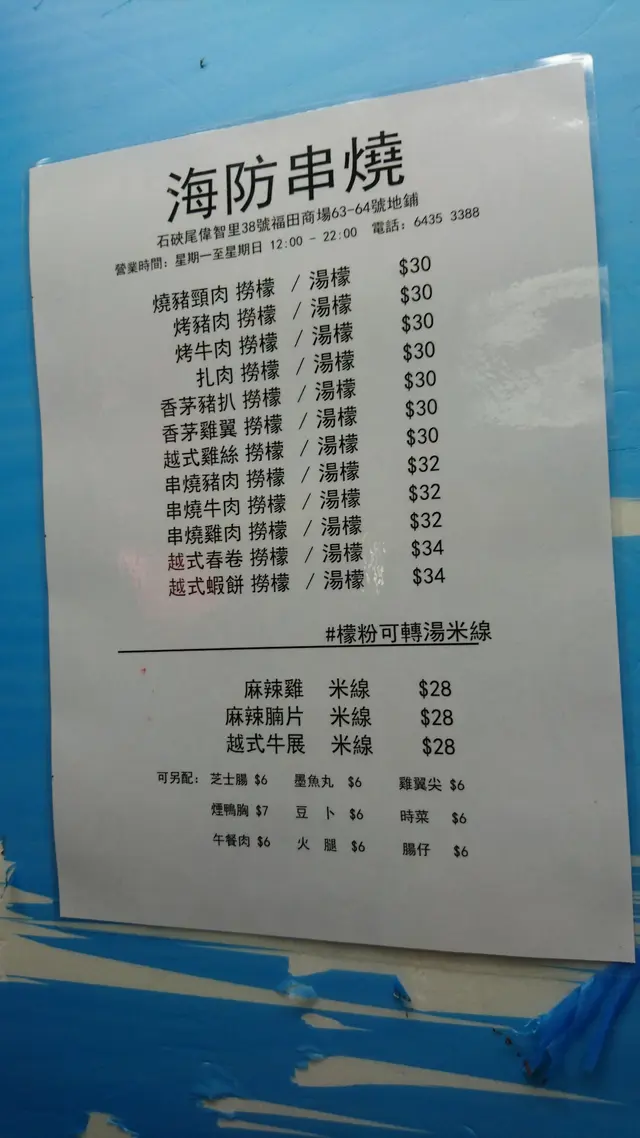 海防串燒
石硤尾偉智里38號福田商場63-64號地鋪
營業時間：星期一至星期日 12:00 - 22:00 電話：6435 3388
燒豬頸肉 撈檬 / 湯檬 $30
烤豬肉 撈檬 / 湯檬 $30
烤牛肉 撈檬 / 湯檬 $30
扎肉 撈檬 / 湯檬 $30
香茅豬扒 撈檬 / 湯檬 $30
香茅雞翼 撈檬 / 湯檬 $30
越式雞絲 撈檬 / 湯檬 $30
串燒豬肉 撈檬 / 湯檬 $32
串燒牛肉 撈檬 / 湯檬 $32
串燒雞肉 撈檬 / 湯檬 $32
越式春卷 撈檬 / 湯檬 $34
越式蝦餅 撈檬 / 湯檬 $34
#檬粉可轉湯米線
麻辣雞 米線 $28
麻辣腩片 米線 $28
越式牛展 米線 $28
可另配：芝士腸 $6 墨魚丸 $6 雞翼尖 $6
煙鴨胸 $7 豆卜 $6 時菜 $6
午餐肉 $6 火腿 $6 腸仔 $6